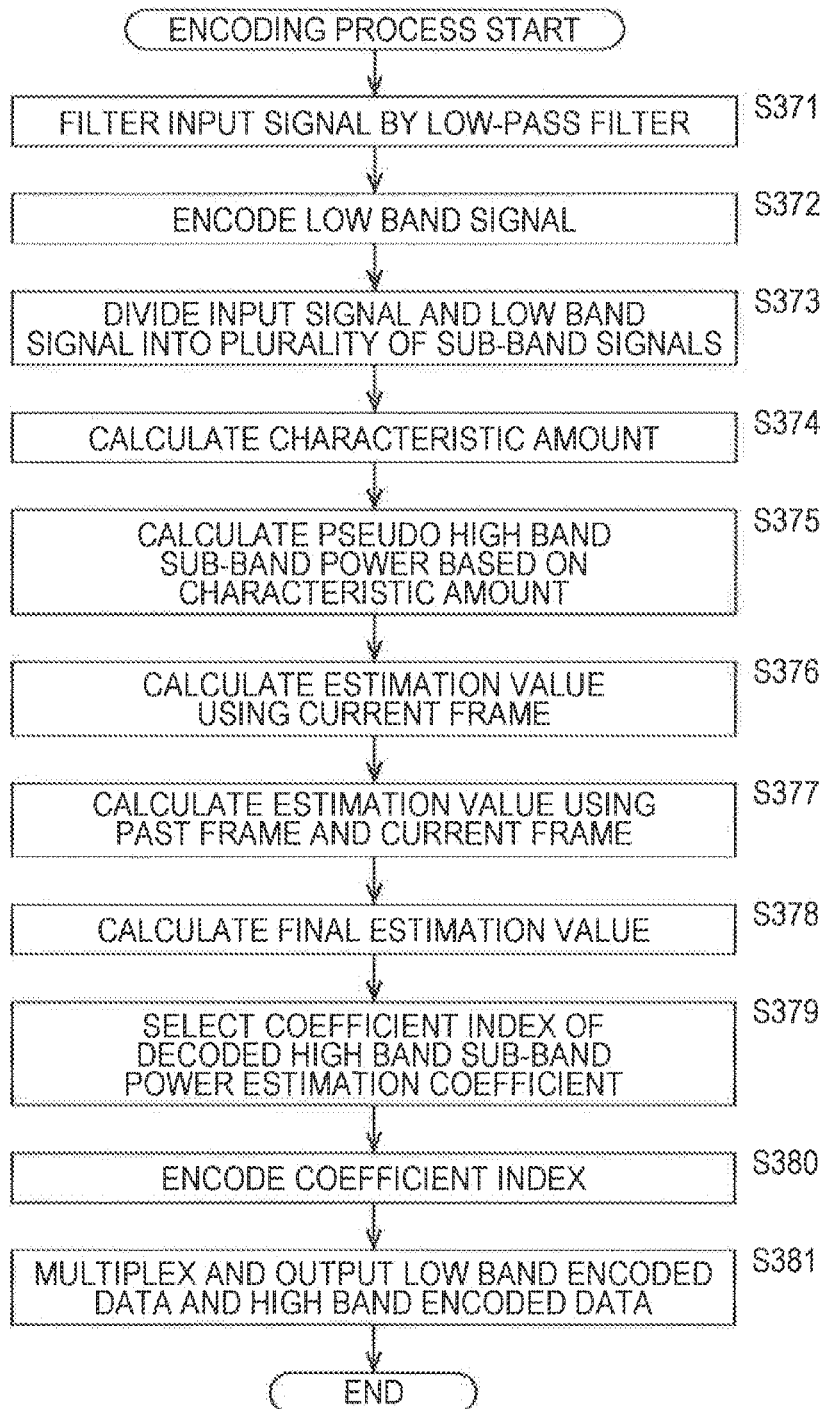 ENCODING PROCESS START
FILTER INPUT SIGNAL BY LOW-PASS FILTER
S371
ENCODE LOW BAND SIGNAL
S372
DIVIDE INPUT SIGNAL AND LOW BAND
SIGNAL INTO PLURALITY OF SUB-BAND SIGNALS
S373
CALCULATE CHARACTERISTIC AMOUNT
S374
CALCULATE PSEUDO HIGH BAND
SUB-BAND POWER BASED ON
CHARACTERISTIC AMOUNT
S375
CALCULATE ESTIMATION VALUE
USING CURRENT FRAME
S376
CALCULATE ESTIMATION VALUE USING
PAST FRAME AND CURRENT FRAME
S377
CALCULATE FINAL ESTIMATION VALUE
S378
SELECT COEFFICIENT INDEX OF
DECODED HIGH BAND SUB-BAND
POWER ESTIMATION COEFFICIENT
S379
ENCODE COEFFICIENT INDEX
S380
MULTIPLEX AND OUTPUT LOW BAND ENCODED
DATA AND HIGH BAND ENCODED DATA
S381
END